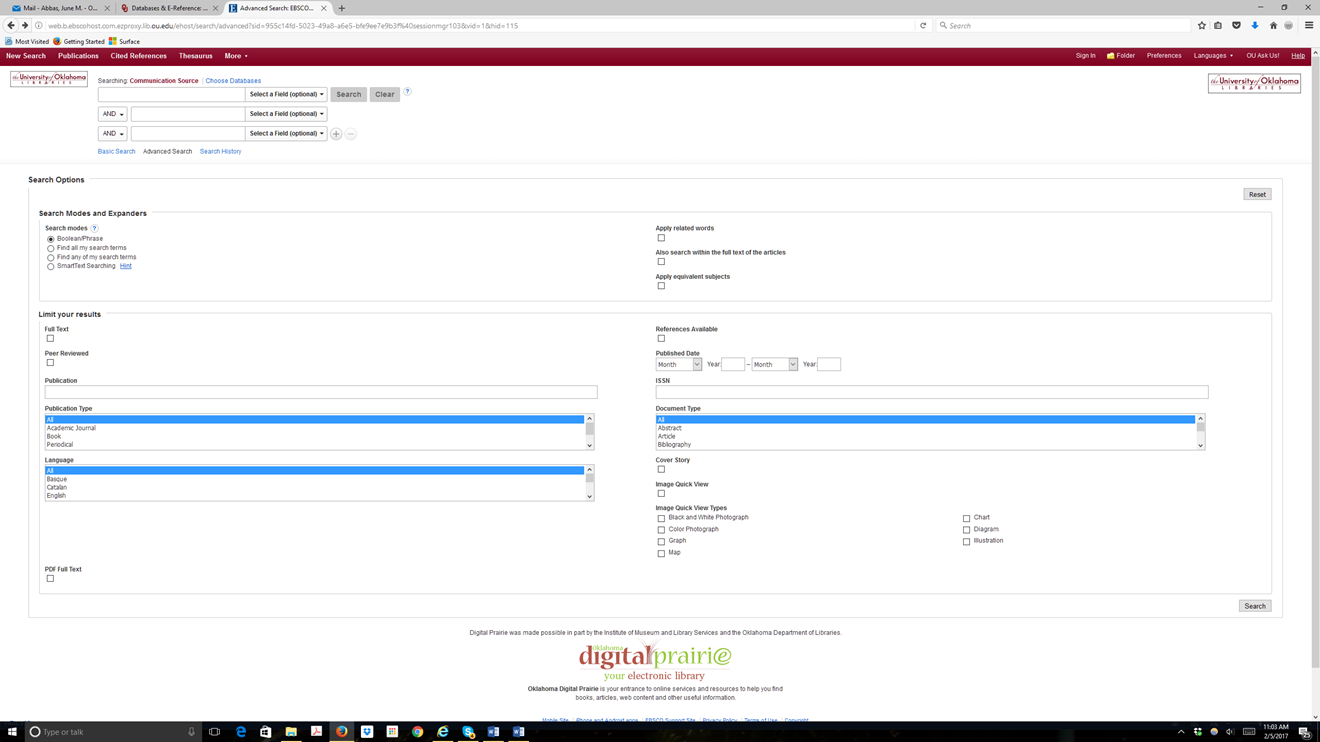 Mail - Abbas, June M. - O...
Databases & E-Reference: ...
Advanced Search: EBSCO...
web.ebscohost.com.ezproxy.lib.ou.edu/ehost/search/advanced?sid=955c14fd-5023-49a8-a6e5-bfe9ee7e9b3f%40sessionmgr103&vid=1&hid=115
Search
Most Visited Getting Started Surface
New Search Publications Cited References Thesaurus More
Sign In Folder Preferences Languages OU Ask Us! Help
the University of Oklahoma
LIBRARIES
Searching: Communication Source Choose Databases
the University of Oklahoma
LIBRARIES
Select a Field (optional) Search Clear ?
AND Select a Field (optional)
AND Select a Field (optional)
Basic Search Advanced Search Search History
Search Options
Reset
Search Modes and Expanders
Search modes ?
Boolean/Phrase
Find all my search terms
Find any of my search terms
SmartText Searching Hint
Apply related words
Also search within the full text of the articles
Apply equivalent subjects
Limit your results
Full Text
References Available
Peer Reviewed
Published Date
Month Year: – Month Year:
Publication
ISSN
Publication Type
All
Academic Journal
Book
Periodical
Document Type
All
Abstract
Article
Bibliography
Language
All
Basque
Catalan
English
Cover Story
Image Quick View
Image Quick View Types
Black and White Photograph Chart
Color Photograph Diagram
Graph Illustration
Map
PDF Full Text
Search
Digital Prairie was made possible in part by the Institute of Museum and Library Services and the Oklahoma Department of Libraries.
Oklahoma
digitalprairi@
your electronic library
Oklahoma Digital Prairie is your entrance to online services and resources to help you find
books, articles, web content and other useful information.
Mobile Site Phone and Android apps EBSCO Support Site Privacy Policy Terms of Use Copyright
Type or talk
11:03 AM
2/5/2017
25